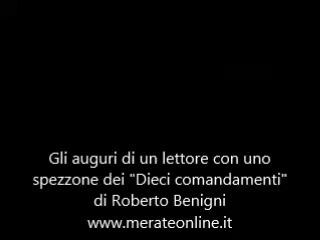 Gli auguri di un lettore con uno
spezzone dei "Dieci comandamenti"
di Roberto Benigni
www.merateonline.it